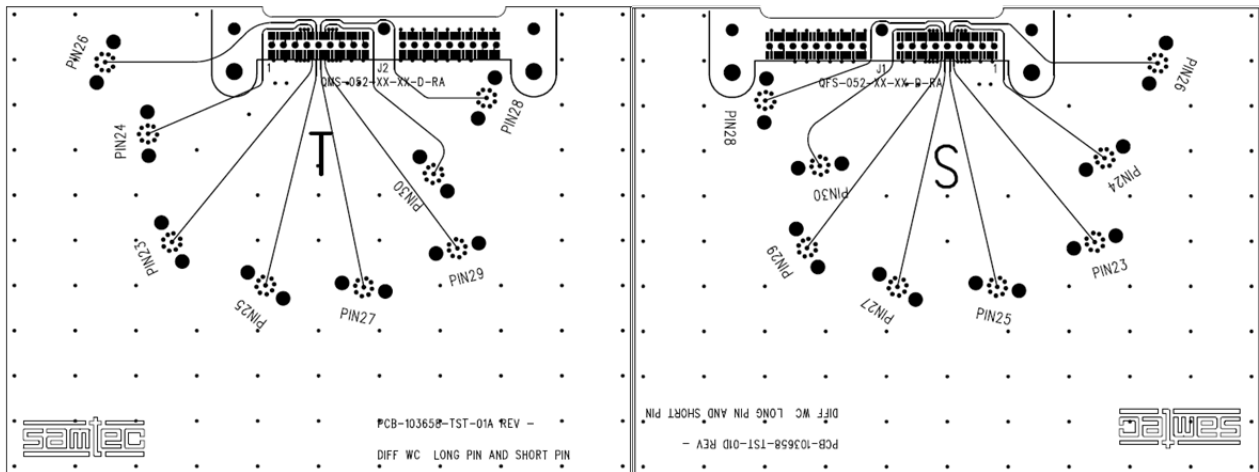 PIN26
1
J2
QMS-052-XX-XX-D-RA
PIN28
PIN24
T
PIN30
PIN23
PIN29
PIN25
PIN27
samtec
PCB-103658-TST-01A REV -
DIFF WC LONG PIN AND SHORT PIN
J1
1
QFS-052-XX-XX-D-RA
PIN26
PIN28
S
PIN24
PIN30
PIN29
PIN23
PIN27
PIN25
DIFF WC LONG PIN AND SHORT PIN
PCB-103658-TST-01D REV -
samtec